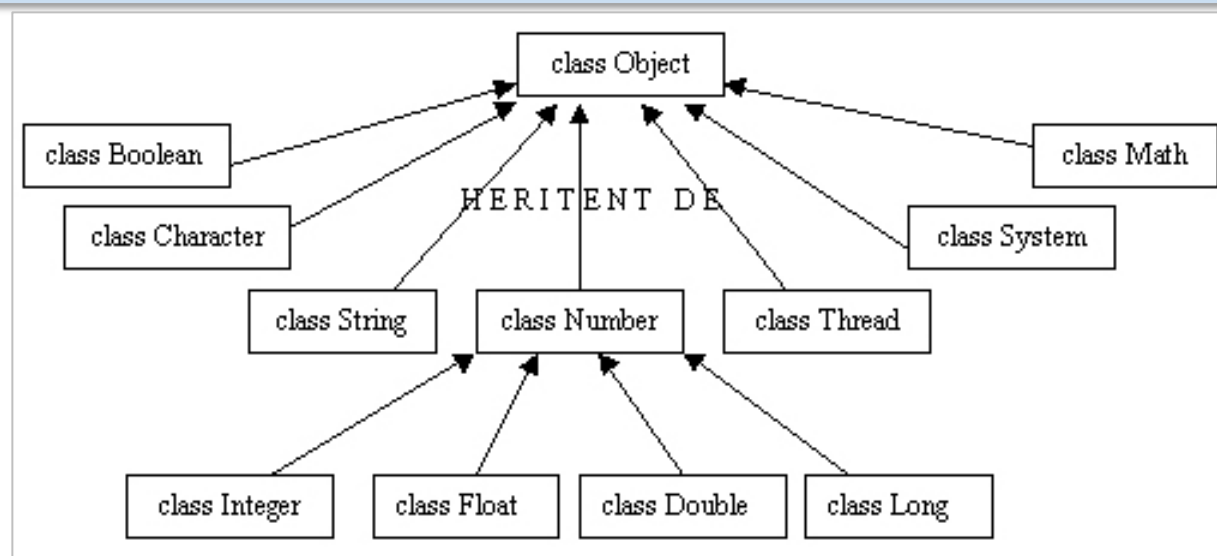 class Object
class Boolean
class Math
HERITENT DE
class Character
class System
class String
class Number
class Thread
class Integer
class Float
class Double
class Long